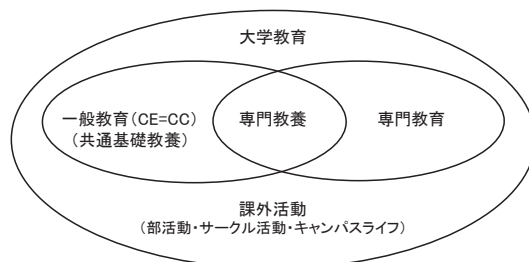 大学教育
一般教育(CE=CC)
(共通基礎教養)
専門教養
専門教育
課外活動
(部活動・サークル活動・キャンパスライフ)